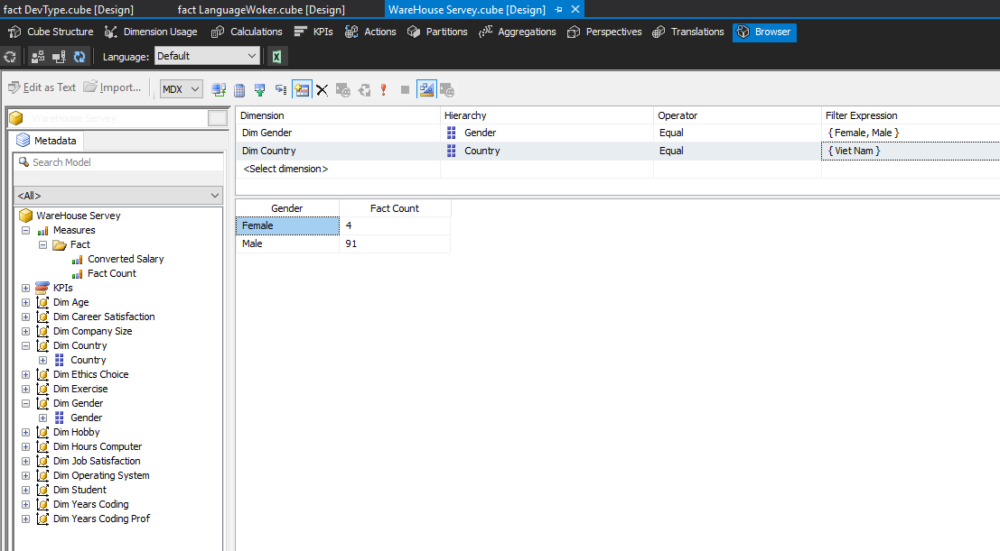 fact DevType.cube [Design] fact LanguageWoker.cube [Design] WareHouse Servey.cube [Design]
Cube Structure Dimension Usage Calculations KPIs Actions Partitions Aggregations Perspectives Translations Browser
Language: Default
Edit as Text Import... MDX
WareHouse Servey
Metadata
Search Model
<All>
WareHouse Servey
Measures
Fact
Converted Salary
Fact Count
KPIs
Dim Age
Dim Career Satisfaction
Dim Company Size
Dim Country
Country
Dim Ethics Choice
Dim Exercise
Dim Gender
Gender
Dim Hobby
Dim Hours Computer
Dim Job Satisfaction
Dim Operating System
Dim Student
Dim Years Coding
Dim Years Coding Prof
Dimension Hierarchy Operator Filter Expression
Dim Gender Gender Equal { Female, Male }
Dim Country Country Equal { Viet Nam }
<Select dimension>
Gender Fact Count
Female 4
Male 91